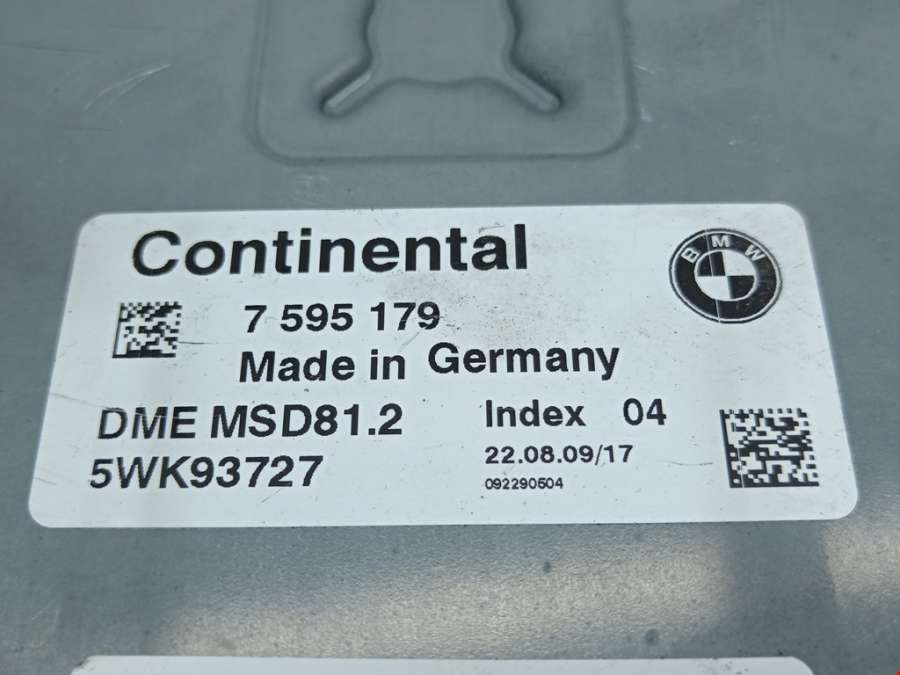 Continental
BMW
7 595 179
Made in Germany
DME MSD81.2
Index 04
5WK93727
22.08.09/17
092290504